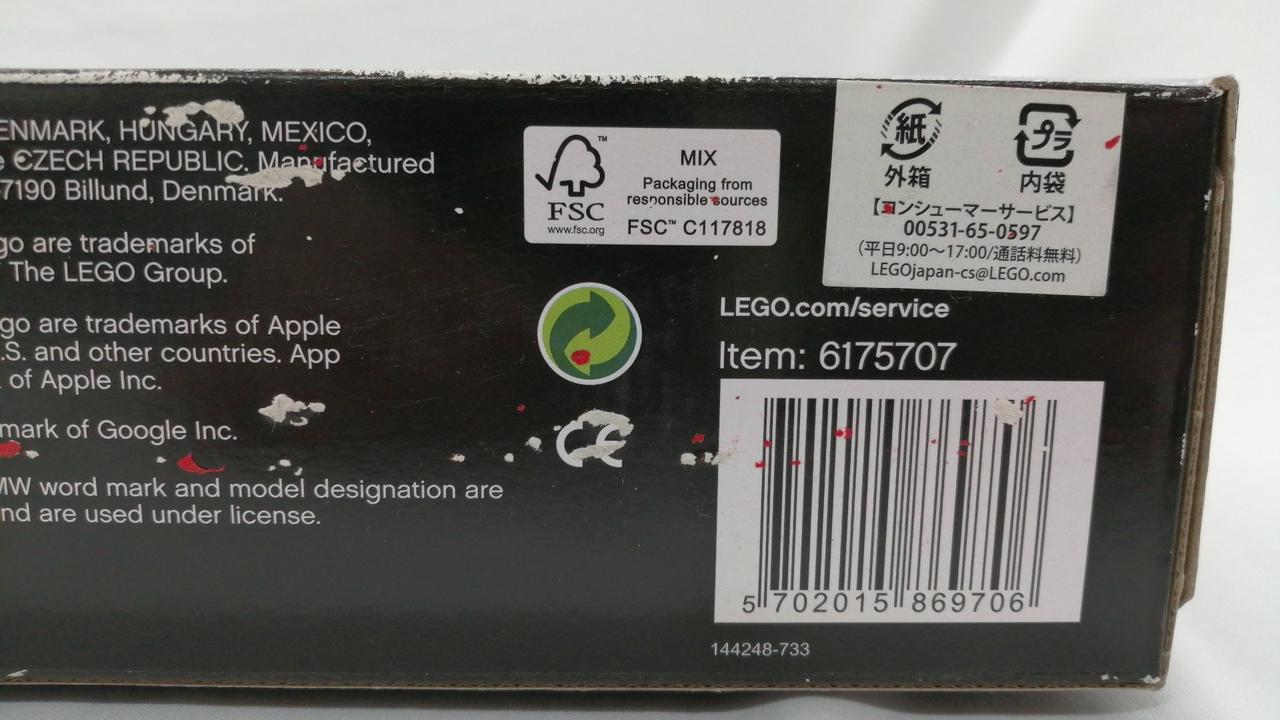 ENMARK, HUNGARY, MEXICO,
e CZECH REPUBLIC. Manufactured
7190 Billund, Denmark.
go are trademarks of
The LEGO Group.
go are trademarks of Apple
.S. and other countries. App
of Apple Inc.
mark of Google Inc.
MW word mark and model designation are
nd are used under license.
FSC
™
www.fsc.org
MIX
Packaging from
responsible sources
FSC™ C117818
CE
紙
外箱
プラ
内袋
【コンシューマーサービス】
00531-65-0597
(平日9:00～17:00/通話料無料)
LEGOjapan-cs@LEGO.com
LEGO.com/service
Item: 6175707
5 702015 869706
144248-733